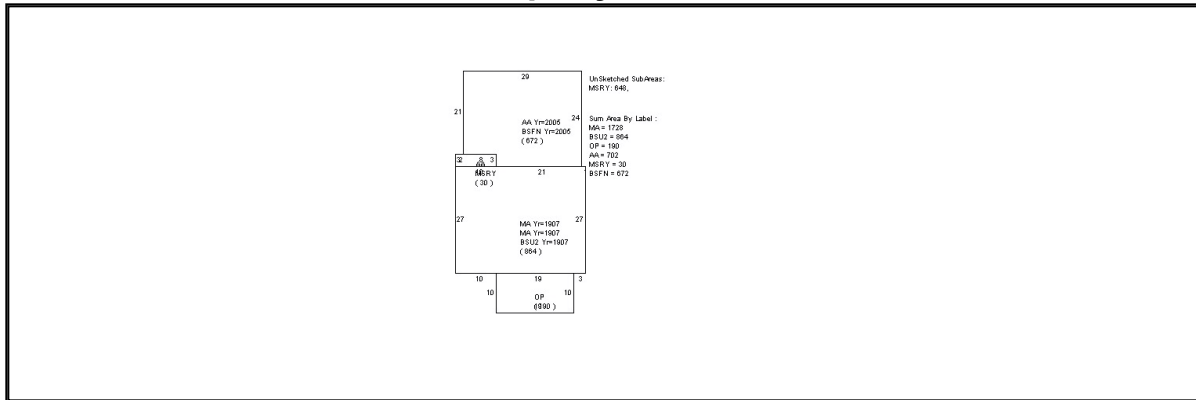 29
UnSketched SubAreas:
MSRY: 648,
21
24
AA Yr=2005
BSFN Yr=2005
( 672 )
Sum Area By Label :
MA = 1728
BSU2 = 864
OP = 190
AA = 702
MSRY = 30
BSFN = 672
8
3
21
MSRY
( 30 )
27
27
MA Yr=1907
MA Yr=1907
BSU2 Yr=1907
( 864 )
10
19
3
10
10
OP